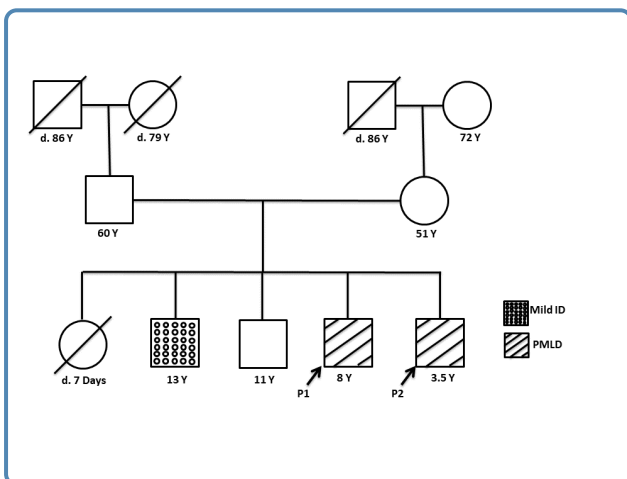 d. 86 Y
d. 79 Y
d. 86 Y
72 Y
60 Y
51 Y
d. 7 Days
13 Y
11 Y
8 Y
3.5 Y
P1
P2
Mild ID
PMLD